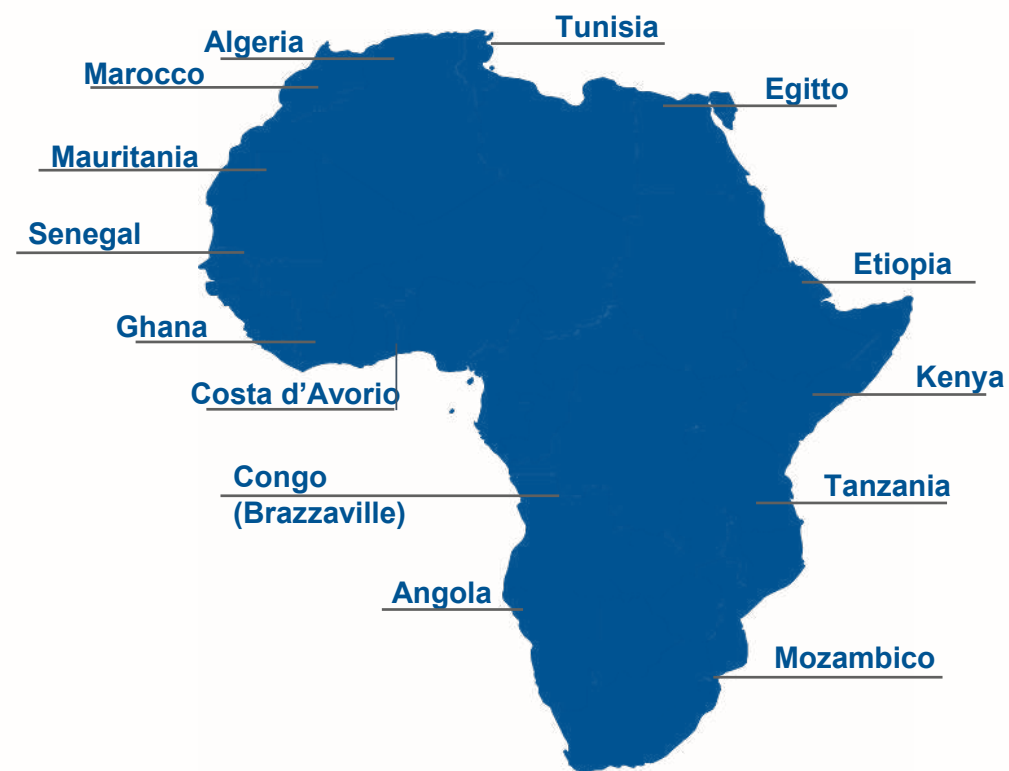 Tunisia
Algeria
Marocco
Egitto
Mauritania
Senegal
Etiopia
Ghana
Kenya
Costa d’Avorio
Congo
(Brazzaville)
Tanzania
Angola
Mozambico